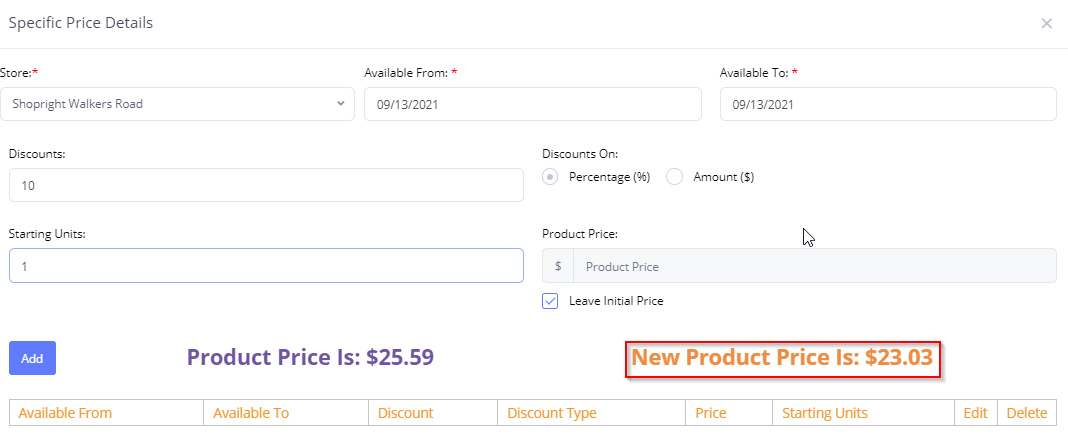 Specific Price Details
Store:*
Available From: *
Available To: *
Shopright Walkers Road
09/13/2021
09/13/2021
Discounts:
Discounts On:
10
Percentage (%)
Amount ($)
Starting Units:
Product Price:
1
$
Product Price
Leave Initial Price
Add
Product Price Is: $25.59
New Product Price Is: $23.03
Available From
Available To
Discount
Discount Type
Price
Starting Units
Edit
Delete